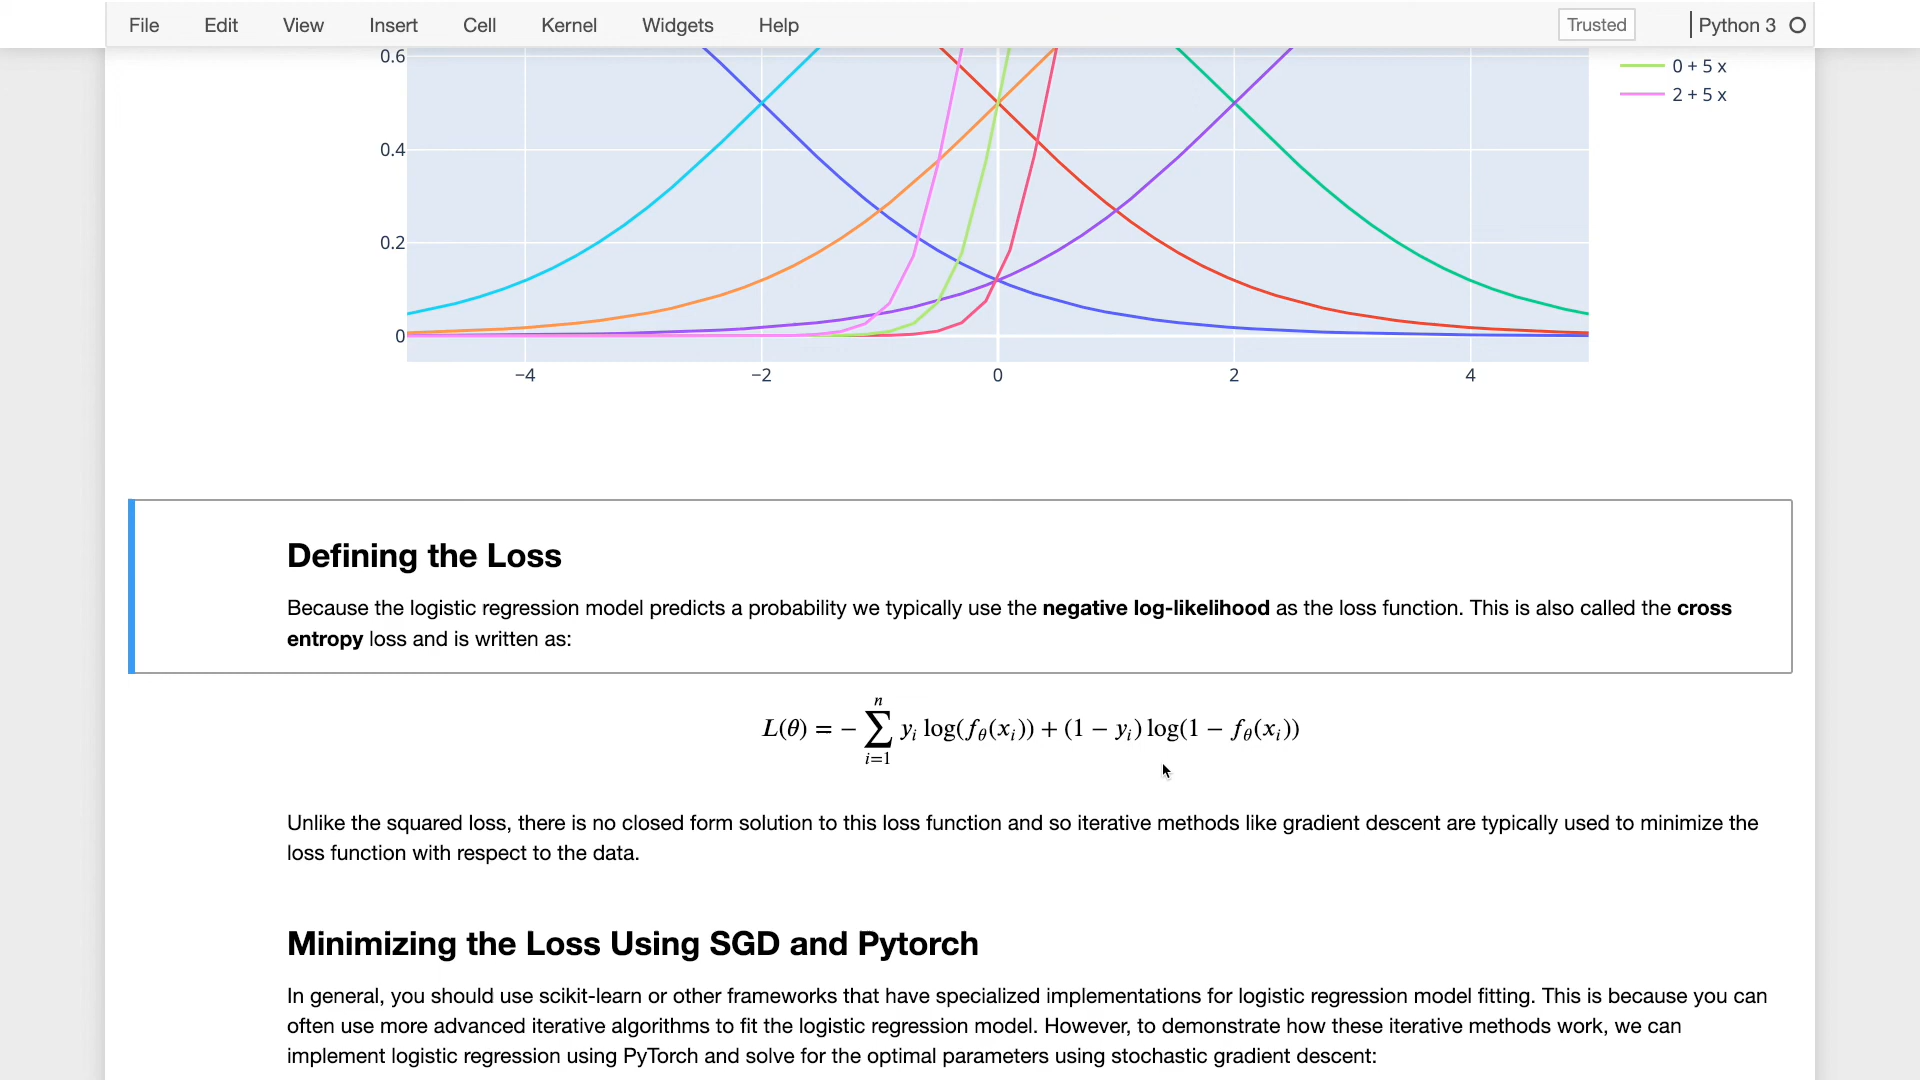 File Edit View Insert Cell Kernel Widgets Help Trusted Python 3
0.6
0.4
0.2
0
−4 −2 0 2 4
0 + 5 x
2 + 5 x
Defining the Loss
Because the logistic regression model predicts a probability we typically use the negative log-likelihood as the loss function. This is also called the cross
entropy loss and is written as:
L(θ) = − ∑_{i=1}^{n} y_i log(f_θ(x_i)) + (1 − y_i) log(1 − f_θ(x_i))
Unlike the squared loss, there is no closed form solution to this loss function and so iterative methods like gradient descent are typically used to minimize the
loss function with respect to the data.
Minimizing the Loss Using SGD and Pytorch
In general, you should use scikit-learn or other frameworks that have specialized implementations for logistic regression model fitting. This is because you can
often use more advanced iterative algorithms to fit the logistic regression model. However, to demonstrate how these iterative methods work, we can
implement logistic regression using PyTorch and solve for the optimal parameters using stochastic gradient descent: